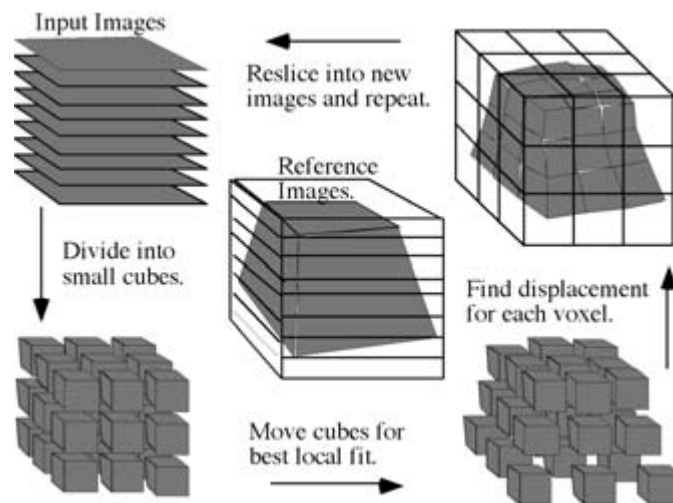 Input Images
Reslice into new
images and repeat.
Reference
Images.
Divide into
small cubes.
Find displacement
for each voxel.
Move cubes for
best local fit.